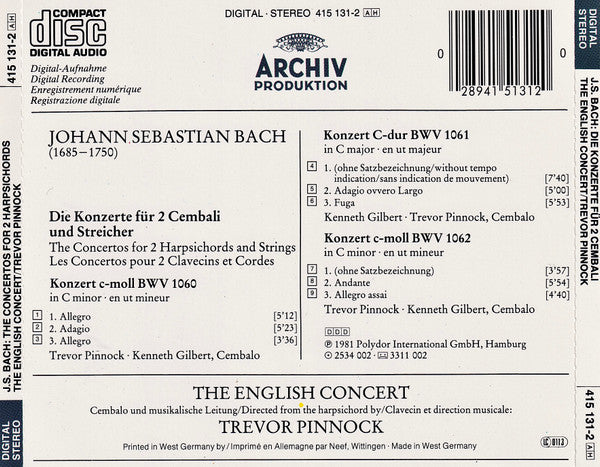 COMPACT
disc
DIGITAL AUDIO
Digital-Aufnahme
Digital Recording
Enregistrement numérique
Registrazione digitale
DIGITAL · STEREO 415 131-2 AH
ARCHIV
PRODUKTION
0
0
28941 51312
JOHANN SEBASTIAN BACH
(1685–1750)
Die Konzerte für 2 Cembali
und Streicher
The Concertos for 2 Harpsichords and Strings
Les Concertos pour 2 Clavecins et Cordes
Konzert c-moll BWV 1060
in C minor · en ut mineur
1 1. Allegro [5'12]
2 2. Adagio [5'23]
3 3. Allegro [3'36]
Trevor Pinnock · Kenneth Gilbert, Cembalo
Konzert C-dur BWV 1061
in C major · en ut majeur
4 1. (ohne Satzbezeichnung/without tempo
indication/sans indication de mouvement) [7'40]
5 2. Adagio ovvero Largo [5'00]
6 3. Fuga [5'53]
Kenneth Gilbert · Trevor Pinnock, Cembalo
Konzert c-moll BWV 1062
in C minor · en ut mineur
7 1. (ohne Satzbezeichnung) [3'57]
8 2. Andante [5'54]
9 3. Allegro assai [4'40]
Trevor Pinnock · Kenneth Gilbert, Cembalo
DDD
℗ 1981 Polydor International GmbH, Hamburg
2534 002 · 3311 002
THE ENGLISH CONCERT
Cembalo und musikalische Leitung/Directed from the harpsichord by/Clavecin et direction musicale:
TREVOR PINNOCK
Printed in West Germany by/Imprimé en Allemagne par Neef, Wittingen · Made in West Germany
DIGITAL
STEREO
J.S. BACH: THE CONCERTOS FOR 2 HARPSICHORDS
THE ENGLISH CONCERT/TREVOR PINNOCK
415 131-2 AH
DIGITAL
STEREO
J.S. BACH: DIE KONZERTE FÜR 2 CEMBALI
THE ENGLISH CONCERT/TREVOR PINNOCK
415 131-2 AH